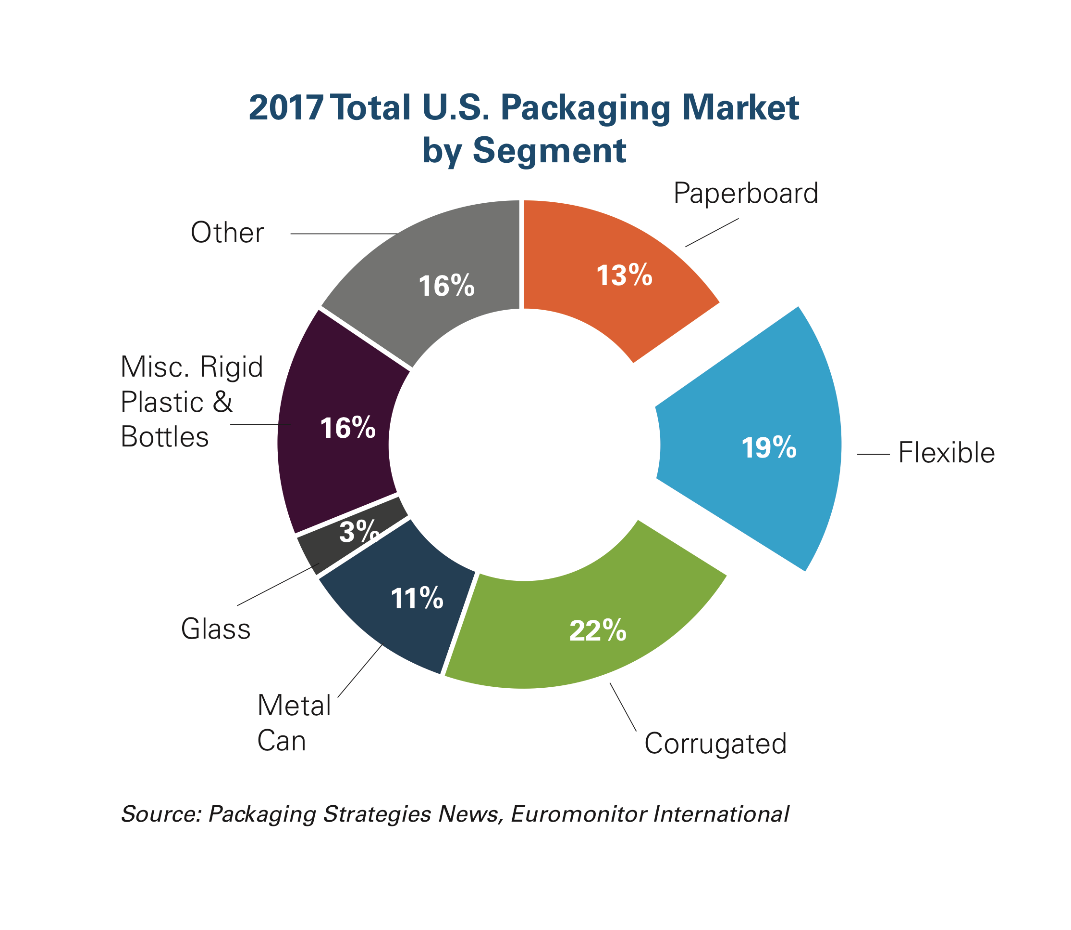 2017 Total U.S. Packaging Market
by Segment
Paperboard
Other
13%
16%
Misc. Rigid
Plastic &
Bottles
16%
19%
Flexible
3%
11%
Glass
22%
Metal
Can
Corrugated
Source: Packaging Strategies News, Euromonitor International